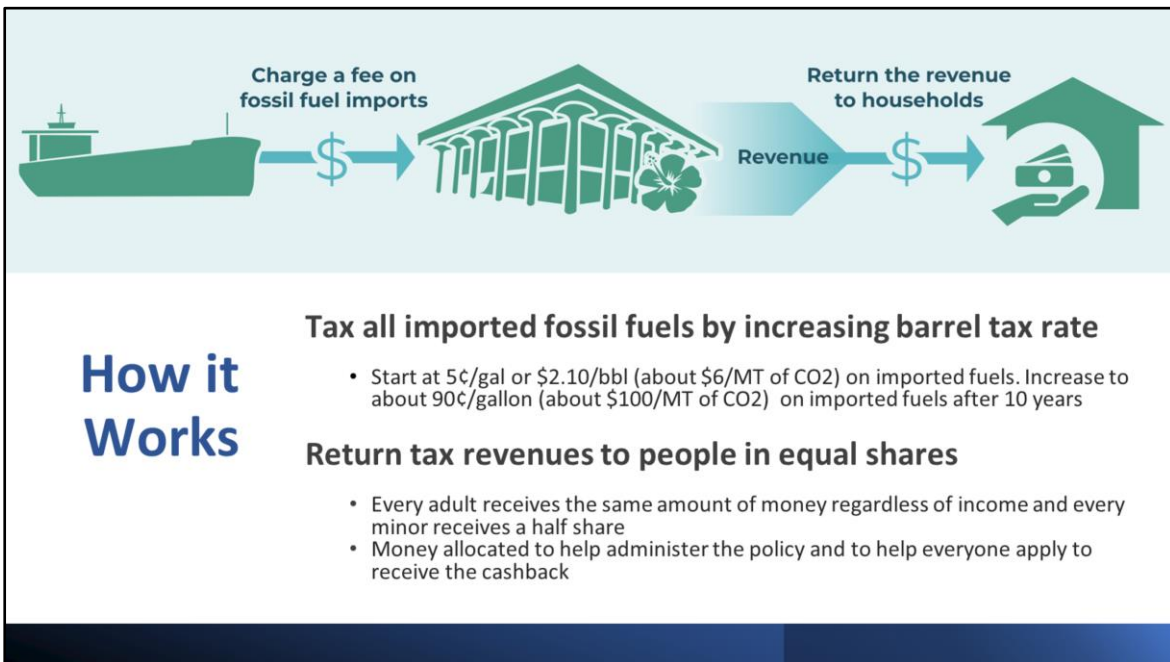 Charge a fee on
fossil fuel imports
$
Revenue
Return the revenue
to households
$
How it
Works
Tax all imported fossil fuels by increasing barrel tax rate
• Start at 5¢/gal or $2.10/bbl (about $6/MT of CO2) on imported fuels. Increase to
about 90¢/gallon (about $100/MT of CO2)  on imported fuels after 10 years
Return tax revenues to people in equal shares
• Every adult receives the same amount of money regardless of income and every
minor receives a half share
• Money allocated to help administer the policy and to help everyone apply to
receive the cashback